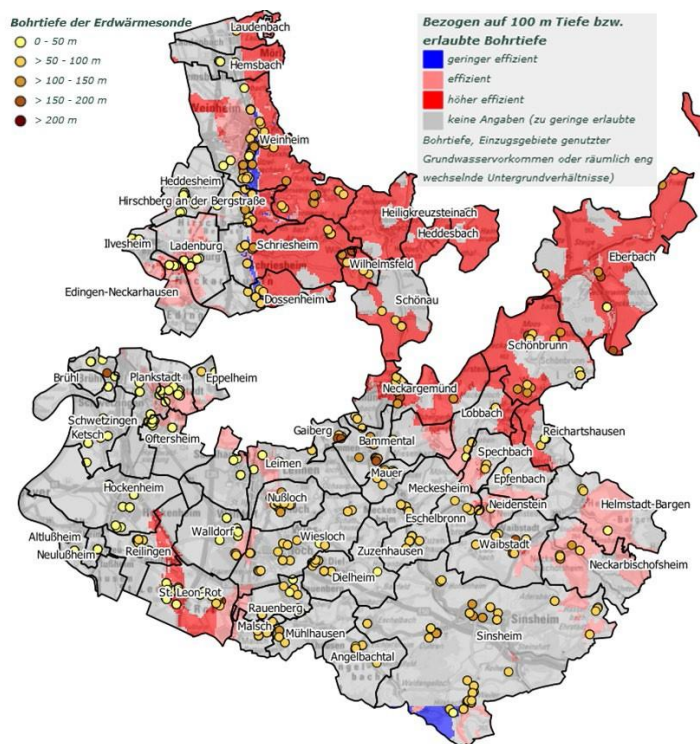 Bohrtiefe der Erdwärmesonde
0 - 50 m
> 50 - 100 m
> 100 - 150 m
> 150 - 200 m
> 200 m
Bezogen auf 100 m Tiefe bzw.
erlaubte Bohrtiefe
geringer effizient
effizient
höher effizient
keine Angaben (zu geringe erlaubte
Bohrtiefe, Einzugsgebiete genutzter
Grundwasservorkommen oder räumlich eng
wechselnde Untergrundverhältnisse)
Laudenbach
Hemsbach
Weinheim
Heddesheim
Hirschberg an der Bergstraße
Heiligkreuzsteinach
Heddesbach
Ilvesheim
Ladenburg
Schriesheim
Wilhelmsfeld
Eberbach
Edingen-Neckarhausen
Dossenheim
Schönau
Schönbrunn
Brühl
Plankstadt
Eppelheim
Neckargemünd
Lobbach
Schwetzingen
Ketsch
Oftersheim
Gaiberg
Bammental
Reichartshausen
Leimen
Mauer
Spechbach
Epfenbach
Hockenheim
Nußloch
Meckesheim
Neidenstein
Helmstadt-Bargen
Walldorf
Eschelbronn
Altlußheim
Neulußheim
Reilingen
Wiesloch
Zuzenhausen
Waibstadt
Neckarbischofsheim
Dielheim
St. Leon-Rot
Rauenberg
Malsch
Mühlhausen
Sinsheim
Angelbachtal